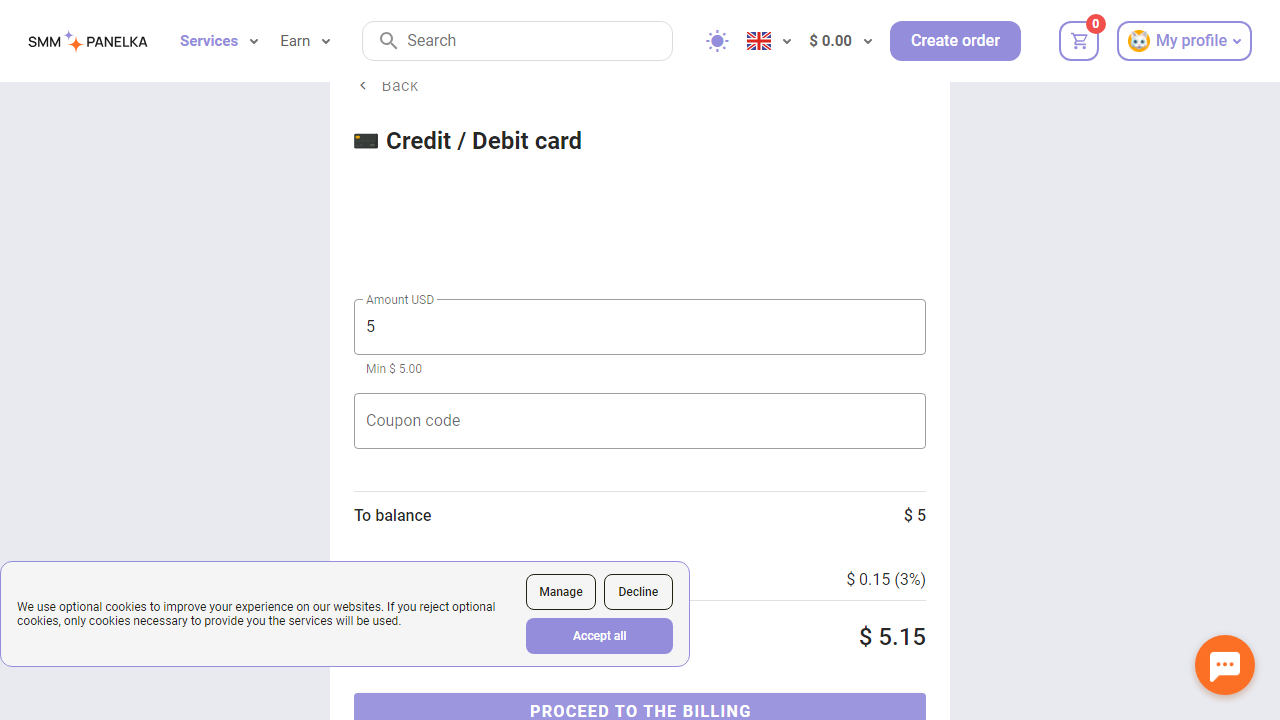 SMM PANELKA
Services
Earn
Search
$ 0.00
Create order
0
My profile
Back
Credit / Debit card
Amount USD
5
Min $ 5.00
Coupon code
To balance
$ 5
$ 0.15 (3%)
$ 5.15
We use optional cookies to improve your experience on our websites. If you reject optional
cookies, only cookies necessary to provide you the services will be used.
Manage
Decline
Accept all
PROCEED TO THE BILLING